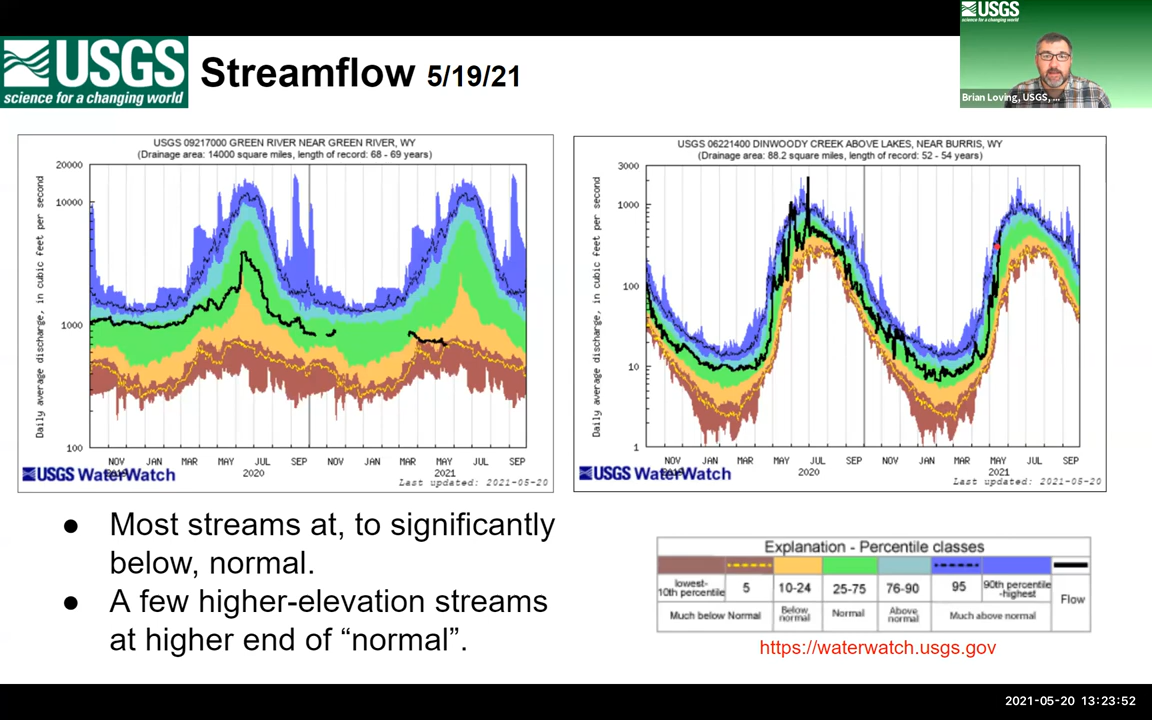 USGS
science for a changing world
Brian Loving, USGS, ...
USGS
science for a changing world
Streamflow 5/19/21
USGS 09217000 GREEN RIVER NEAR GREEN RIVER, WY
(Drainage area: 14000 square miles, length of record: 68 - 69 years)
Daily average discharge, in cubic feet per second
20000
10000
1000
100
NOV JAN MAR MAY JUL SEP NOV JAN MAR MAY JUL SEP
2020 2021
USGS WaterWatch
Last updated: 2021-05-20
USGS 06221400 DINWOODY CREEK ABOVE LAKES, NEAR BURRIS, WY
(Drainage area: 88.2 square miles, length of record: 52 - 54 years)
Daily average discharge, in cubic feet per second
3000
1000
100
10
1
NOV JAN MAR MAY JUL SEP NOV JAN MAR MAY JUL SEP
2020 2021
USGS WaterWatch
Last updated: 2021-05-20
● Most streams at, to significantly
below, normal.
● A few higher-elevation streams
at higher end of “normal”.
Explanation - Percentile classes
lowest-
10th percentile
5
10-24
25-75
76-90
95
90th percentile
-highest
Flow
Much below Normal
Below
normal
Normal
Above
normal
Much above normal
https://waterwatch.usgs.gov
2021-05-20 13:23:52